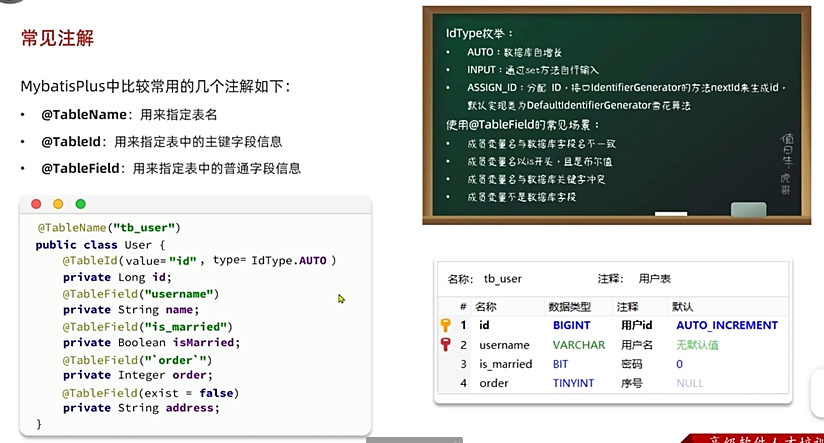 常见注解
MybatisPlus中比较常用的几个注解如下：
• @TableName：用来指定表名
• @TableId：用来指定表中的主键字段信息
• @TableField：用来指定表中的普通字段信息
@TableName("tb_user")
public class User {
@TableId(value="id", type= IdType.AUTO )
private Long id;
@TableField("username")
private String name;
@TableField("is_married")
private Boolean isMarried;
@TableField("`order`")
private Integer order;
@TableField(exist = false)
private String address;
}
IdType枚举：
• AUTO：数据库自增长
• INPUT：通过set方法自行输入
• ASSIGN_ID：分配 ID，接口IdentifierGenerator的方法nextId来生成id，
默认实现类为DefaultIdentifierGenerator雪花算法
使用@TableField的常见场景：
• 成员变量名与数据库字段名不一致
• 成员变量名以is开头，且是布尔值
• 成员变量名与数据库关键字冲突
• 成员变量不是数据库字段
值日生：虎哥
名称： tb_user 注释： 用户表
# 名称 数据类型 注释 默认
1 id BIGINT 用户id AUTO_INCREMENT
2 username VARCHAR 用户名 无默认值
3 is_married BIT 密码 0
4 order TINYINT 序号 NULL
高级软件人才培训